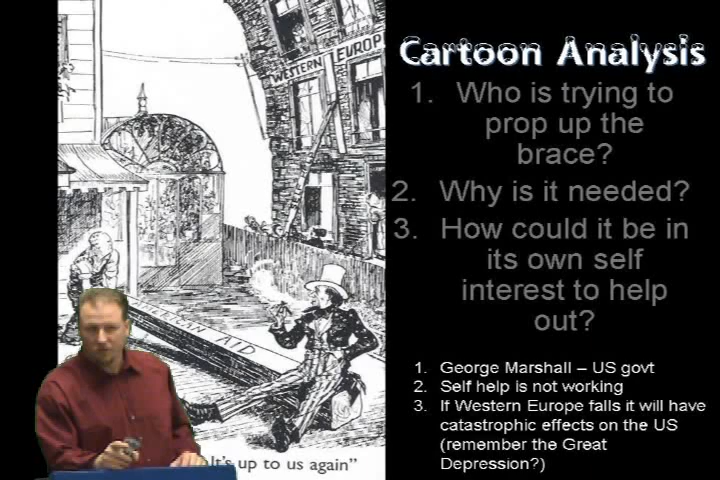 Cartoon Analysis
1. Who is trying to
prop up the
brace?
2. Why is it needed?
3. How could it be in
its own self
interest to help
out?
1. George Marshall – US govt
2. Self help is not working
3. If Western Europe falls it will have
catastrophic effects on the US
(remember the Great
Depression?)
WESTERN EUROPE
AID
It's up to us again”